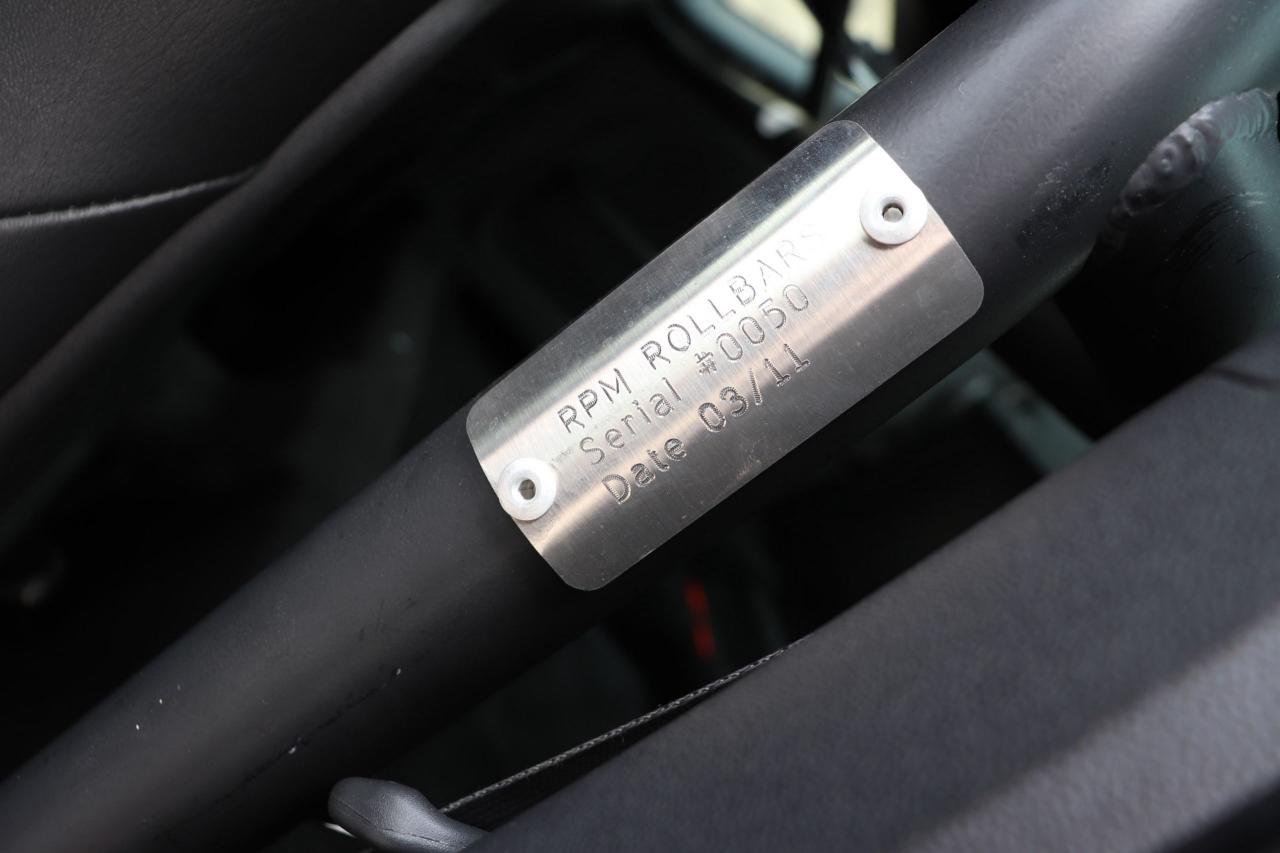 RPM ROLLBARS
Serial #0050
Date 03/11